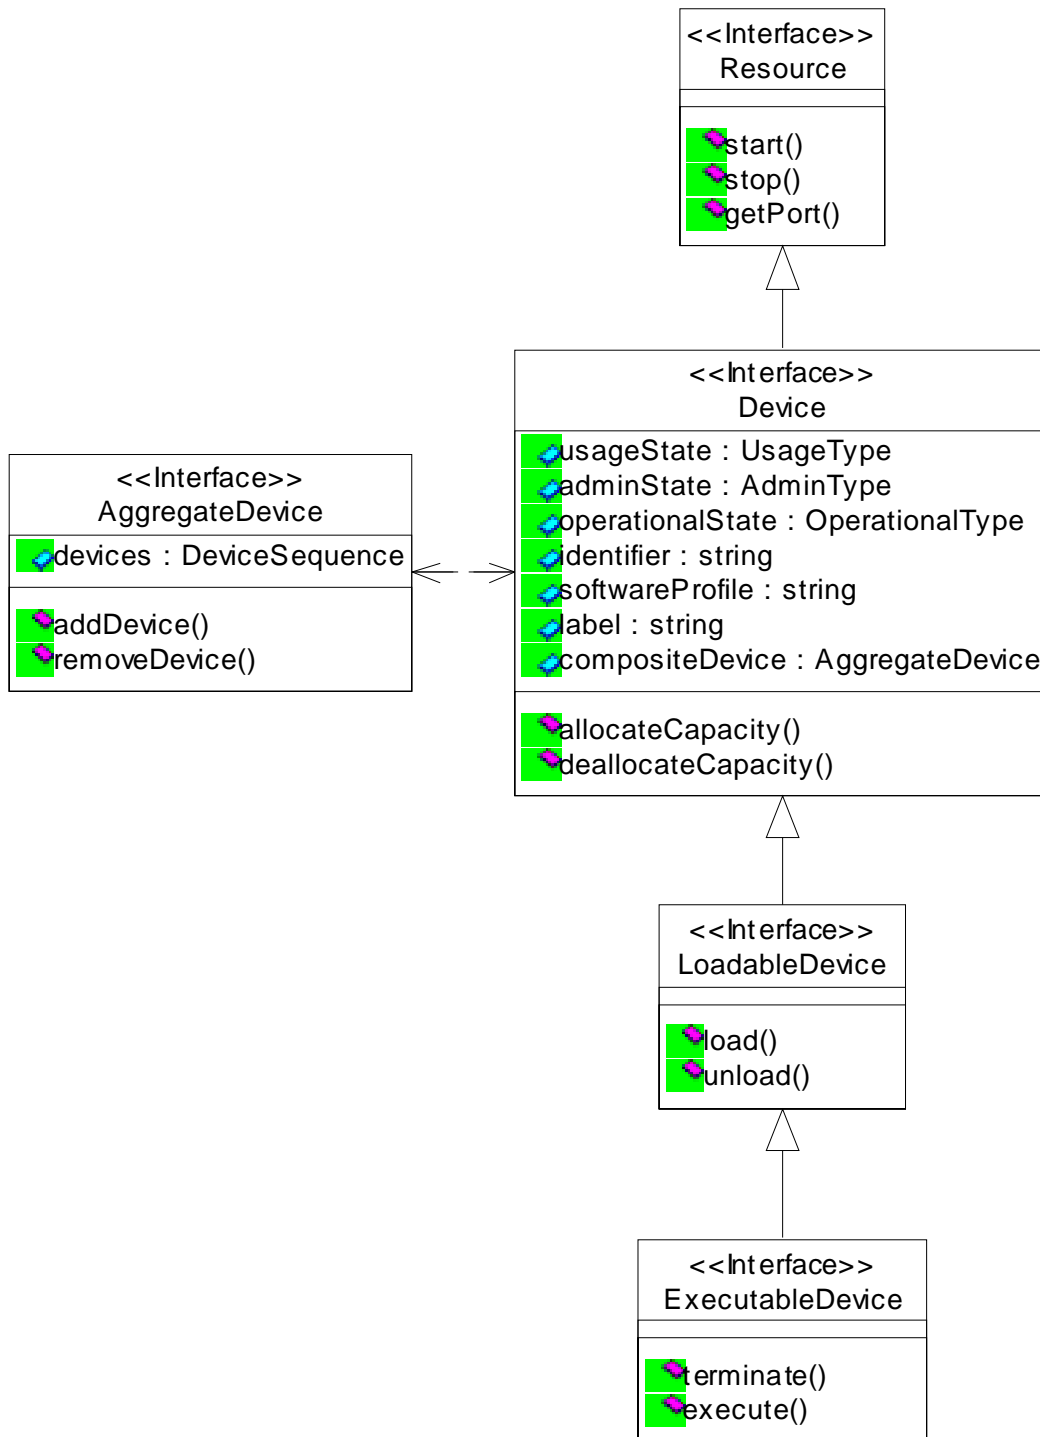 <<Interface>>
Resource
start()
stop()
getPort()
<<Interface>>
Device
usageState : UsageType
adminState : AdminType
operationalState : OperationalType
identifier : string
softwareProfile : string
label : string
compositeDevice : AggregateDevice
allocateCapacity()
deallocateCapacity()
<<Interface>>
AggregateDevice
devices : DeviceSequence
addDevice()
removeDevice()
<<Interface>>
LoadableDevice
load()
unload()
<<Interface>>
ExecutableDevice
terminate()
execute()